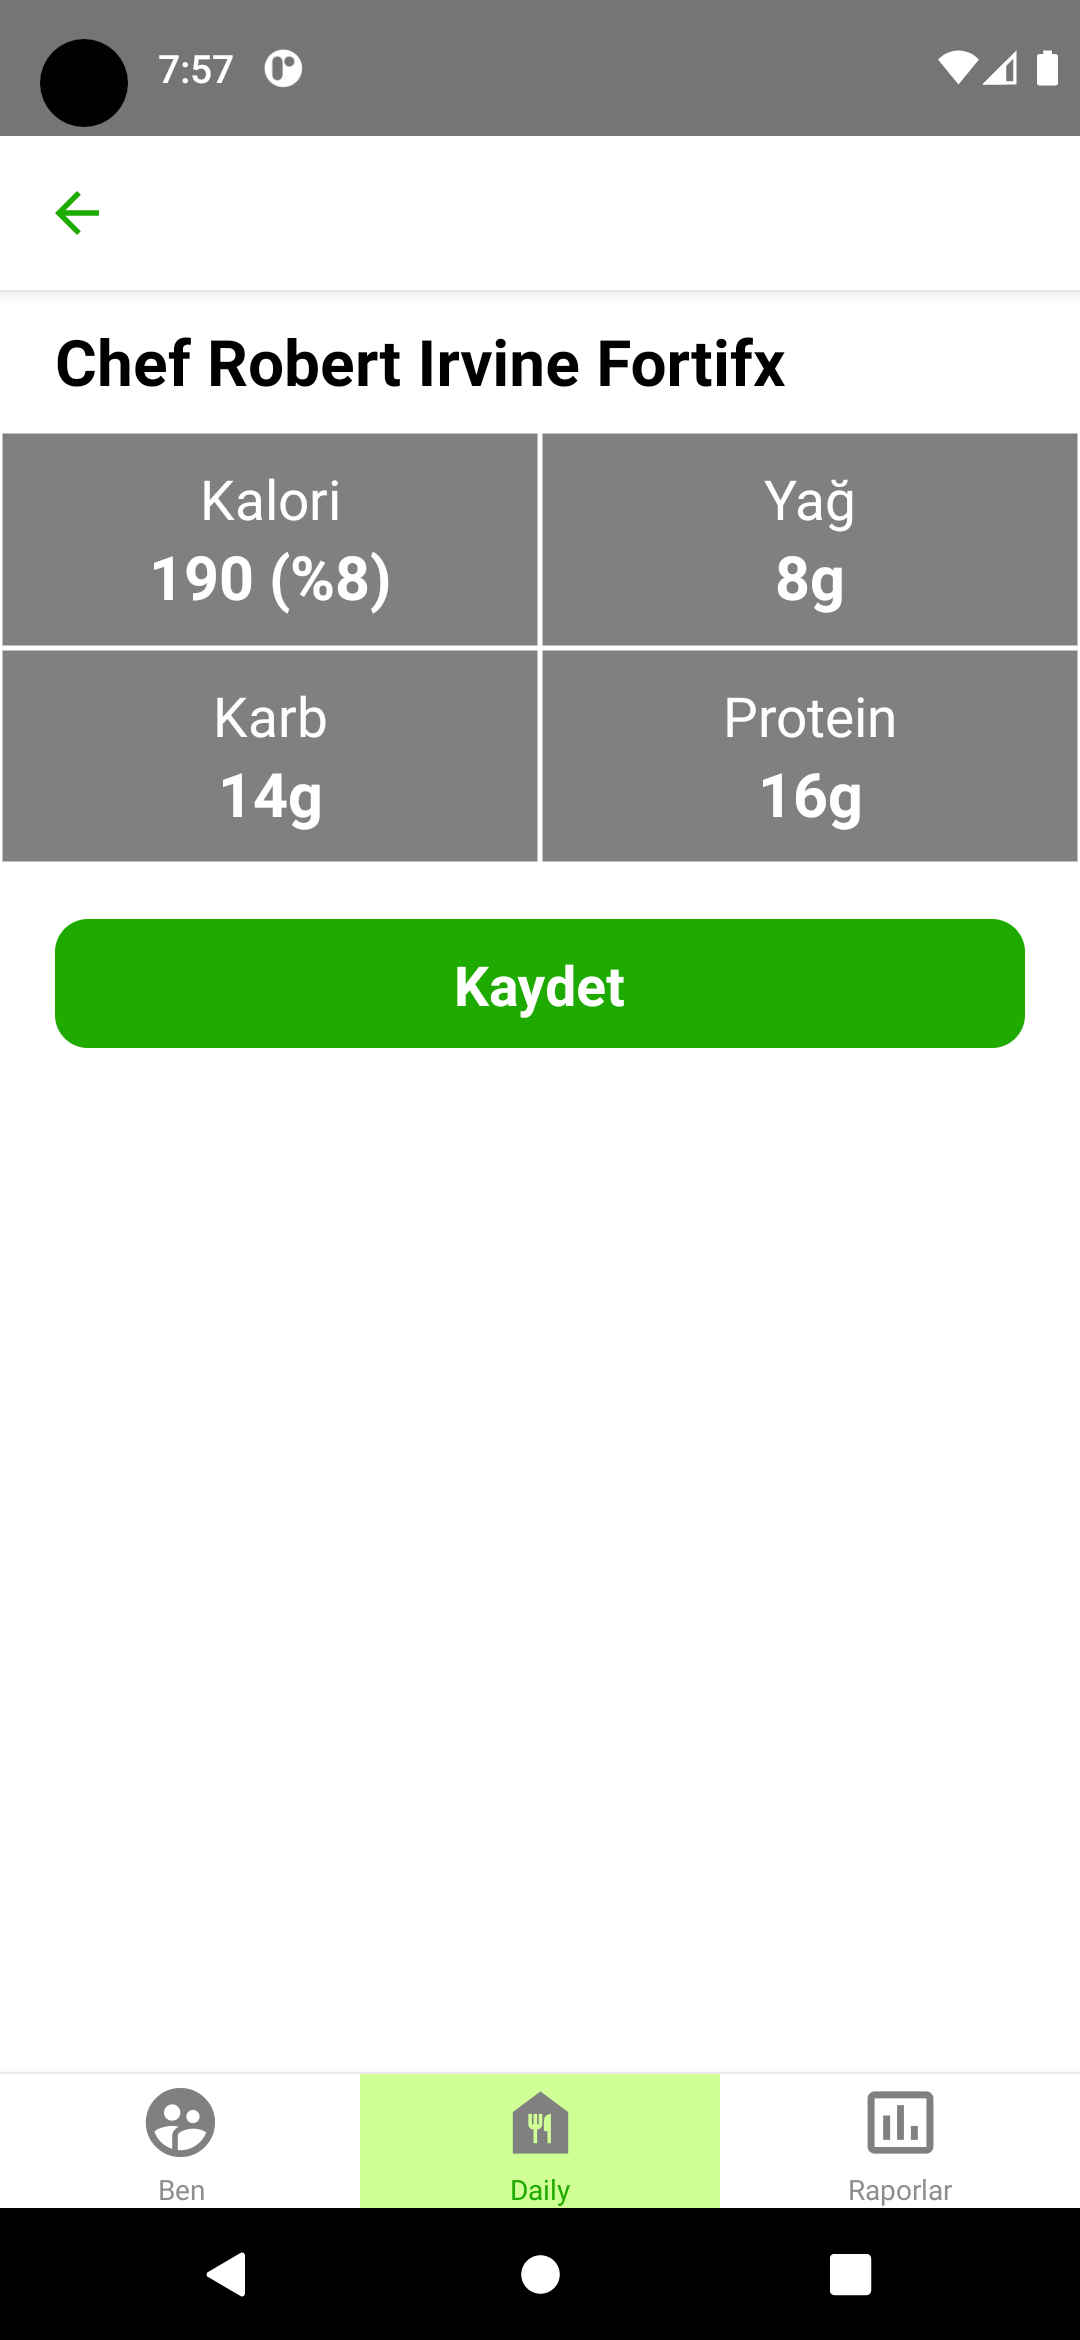 7:57
Chef Robert Irvine Fortifx
Kalori
190 (%8)
Yağ
8g
Karb
14g
Protein
16g
Kaydet
Ben
Daily
Raporlar